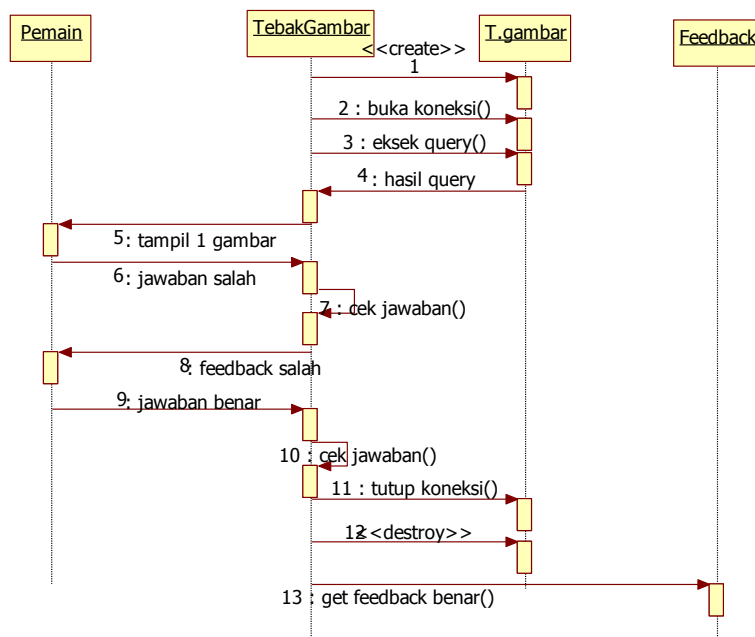 Pemain
TebakGambar
T.gambar
Feedback
<<create>>
1
2 : buka koneksi()
3 : eksek query()
4 : hasil query
5 : tampil 1 gambar
6 : jawaban salah
7 : cek jawaban()
8 : feedback salah
9 : jawaban benar
10 : cek jawaban()
11 : tutup koneksi()
12 <<destroy>>
13 : get feedback benar()